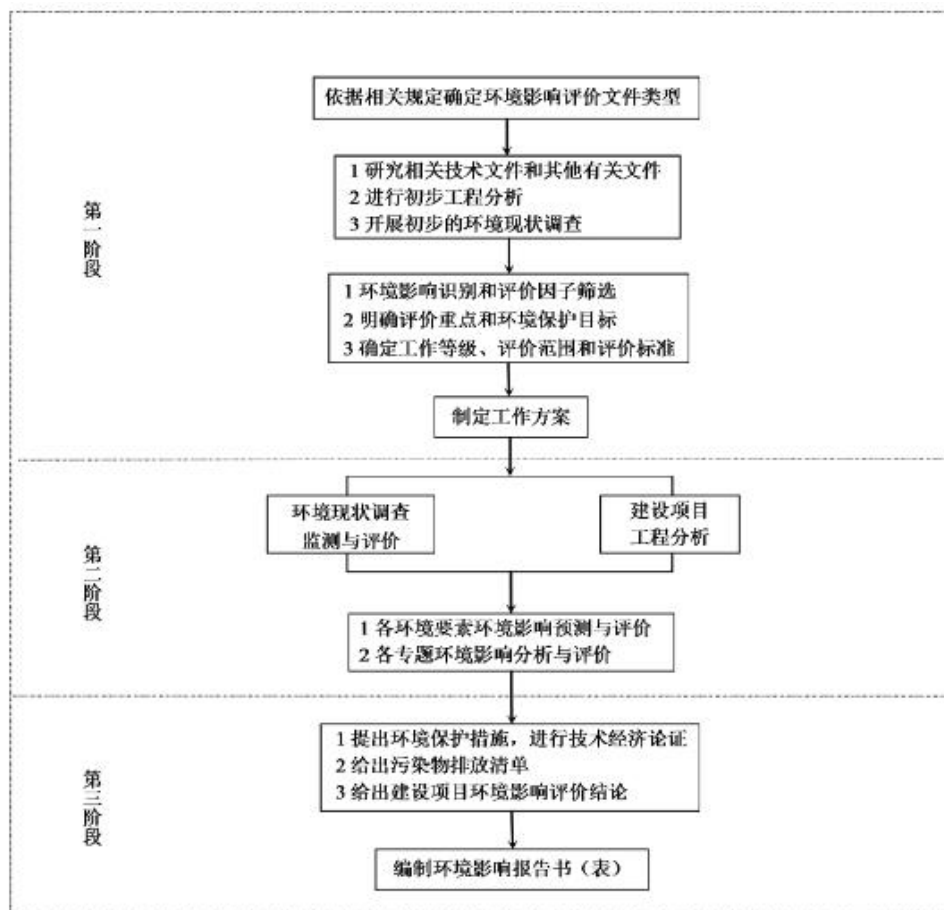 依据相关规定确定环境影响评价文件类型
1 研究相关技术文件和其他有关文件
2 进行初步工程分析
3 开展初步的环境现状调查
第一阶段
1 环境影响识别和评价因子筛选
2 明确评价重点和环境保护目标
3 确定工作等级、评价范围和评价标准
制定工作方案
环境现状调查
监测与评价
建设项目
工程分析
第二阶段
1 各环境要素环境影响预测与评价
2 各专题环境影响分析与评价
1 提出环境保护措施，进行技术经济论证
2 给出污染物排放清单
3 给出建设项目环境影响评价结论
第三阶段
编制环境影响报告书（表）